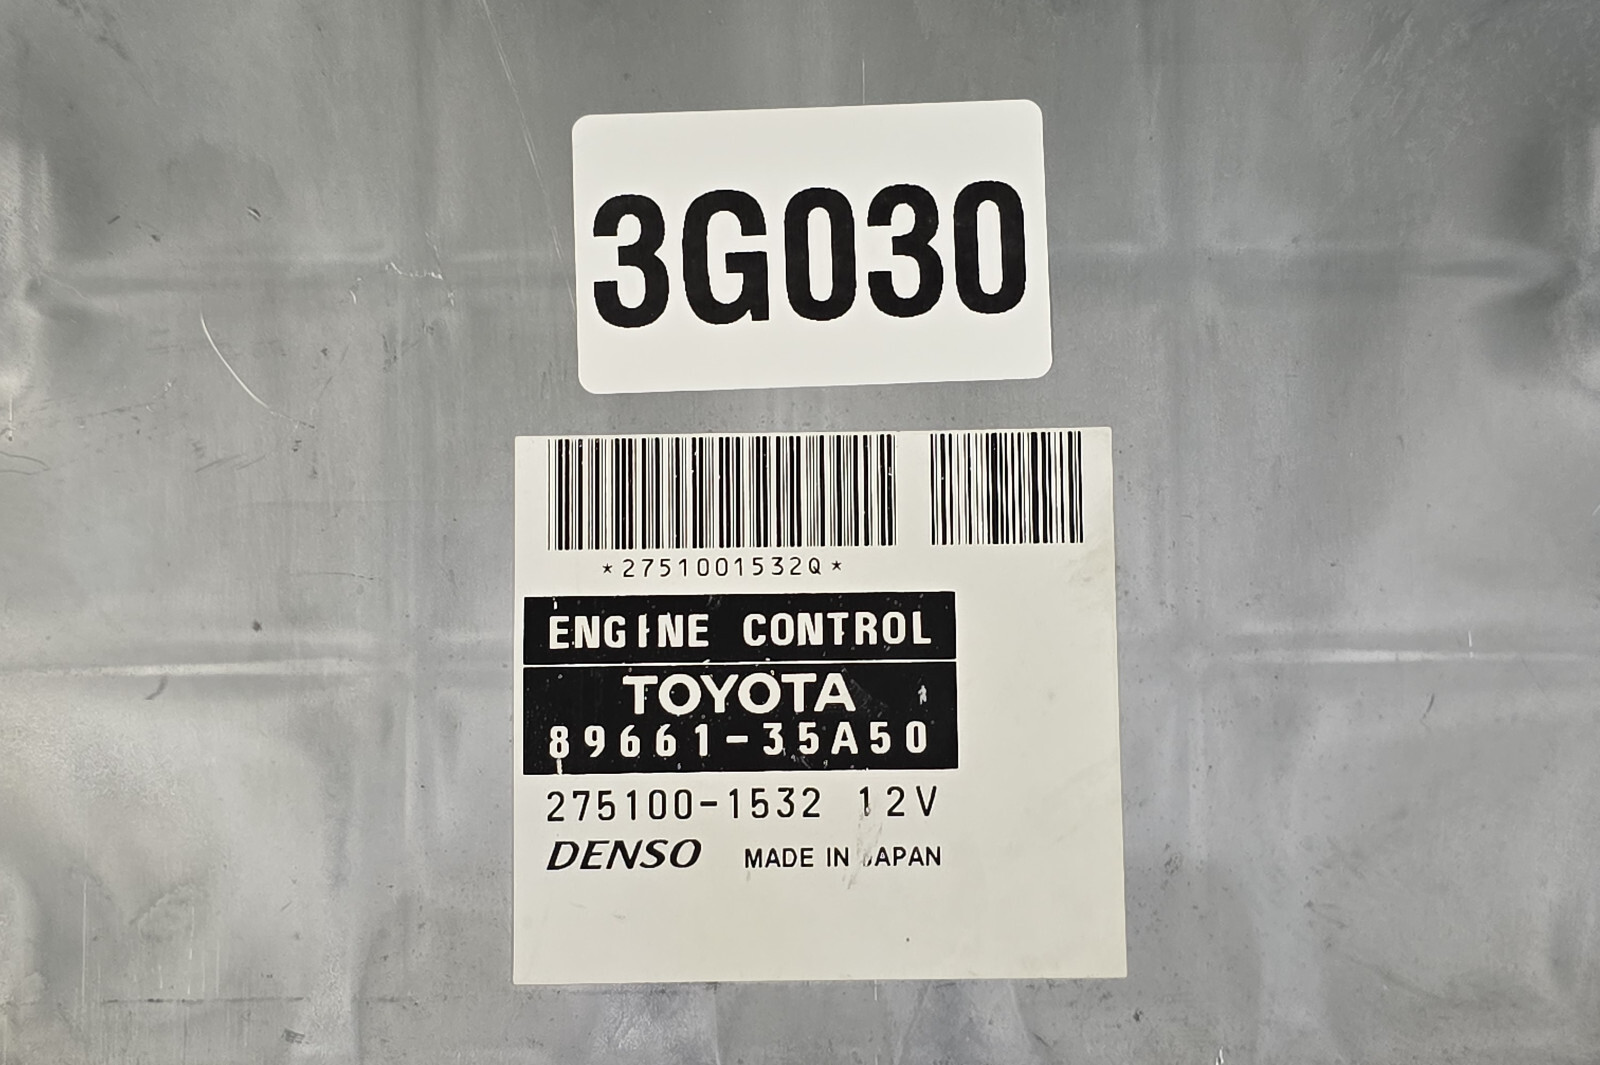 3G030
*2751001532Q*
ENGINE CONTROL
TOYOTA
89661-35A50
275100-1532 12V
DENSO MADE IN JAPAN